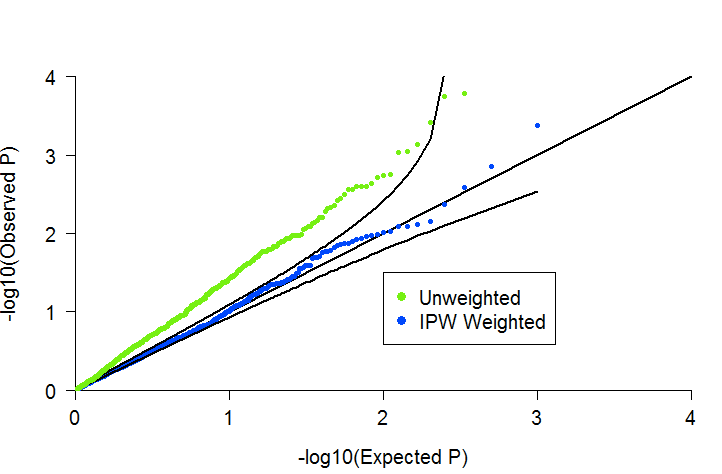 4
3
2
1
0
-log10(Observed P)
Unweighted
IPW Weighted
0 1 2 3 4
-log10(Expected P)